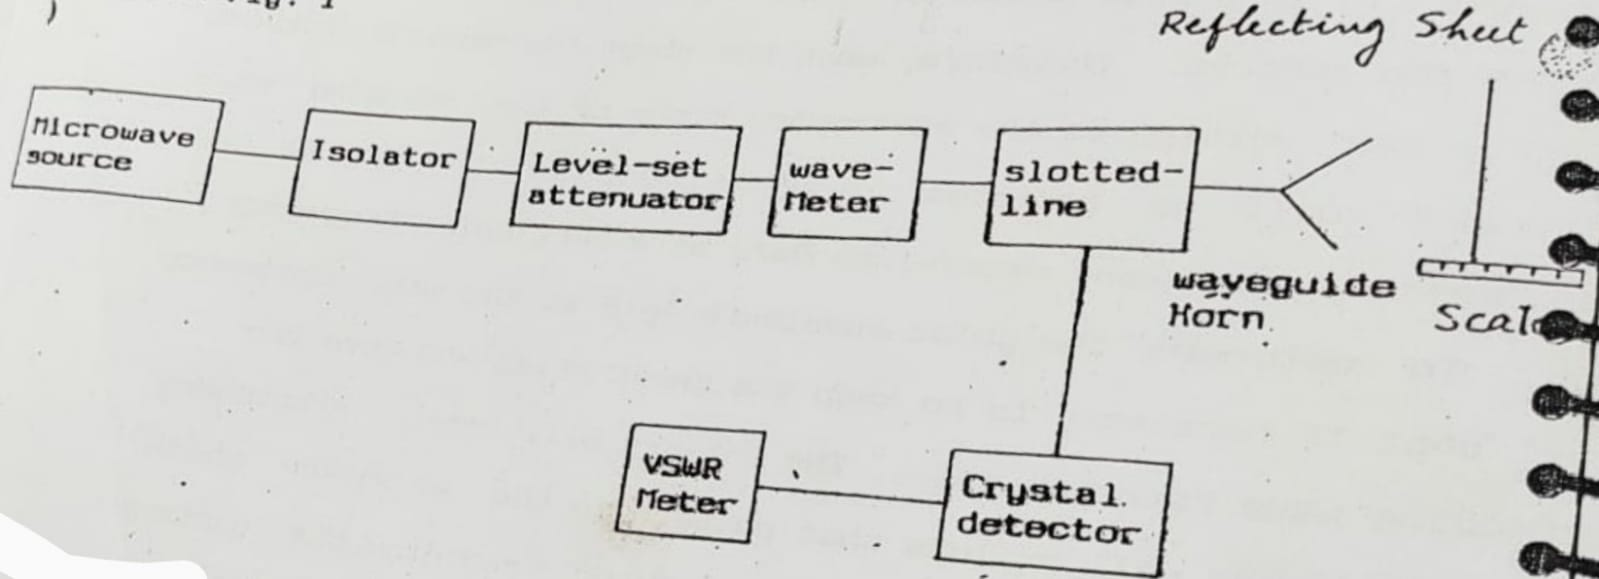 Reflecting Sheet
Microwave
source
Isolator
Level-set
attenuator
wave-
Meter
slotted-
line
waveguide
Horn
Scale
VSWR
Meter
Crystal
detector